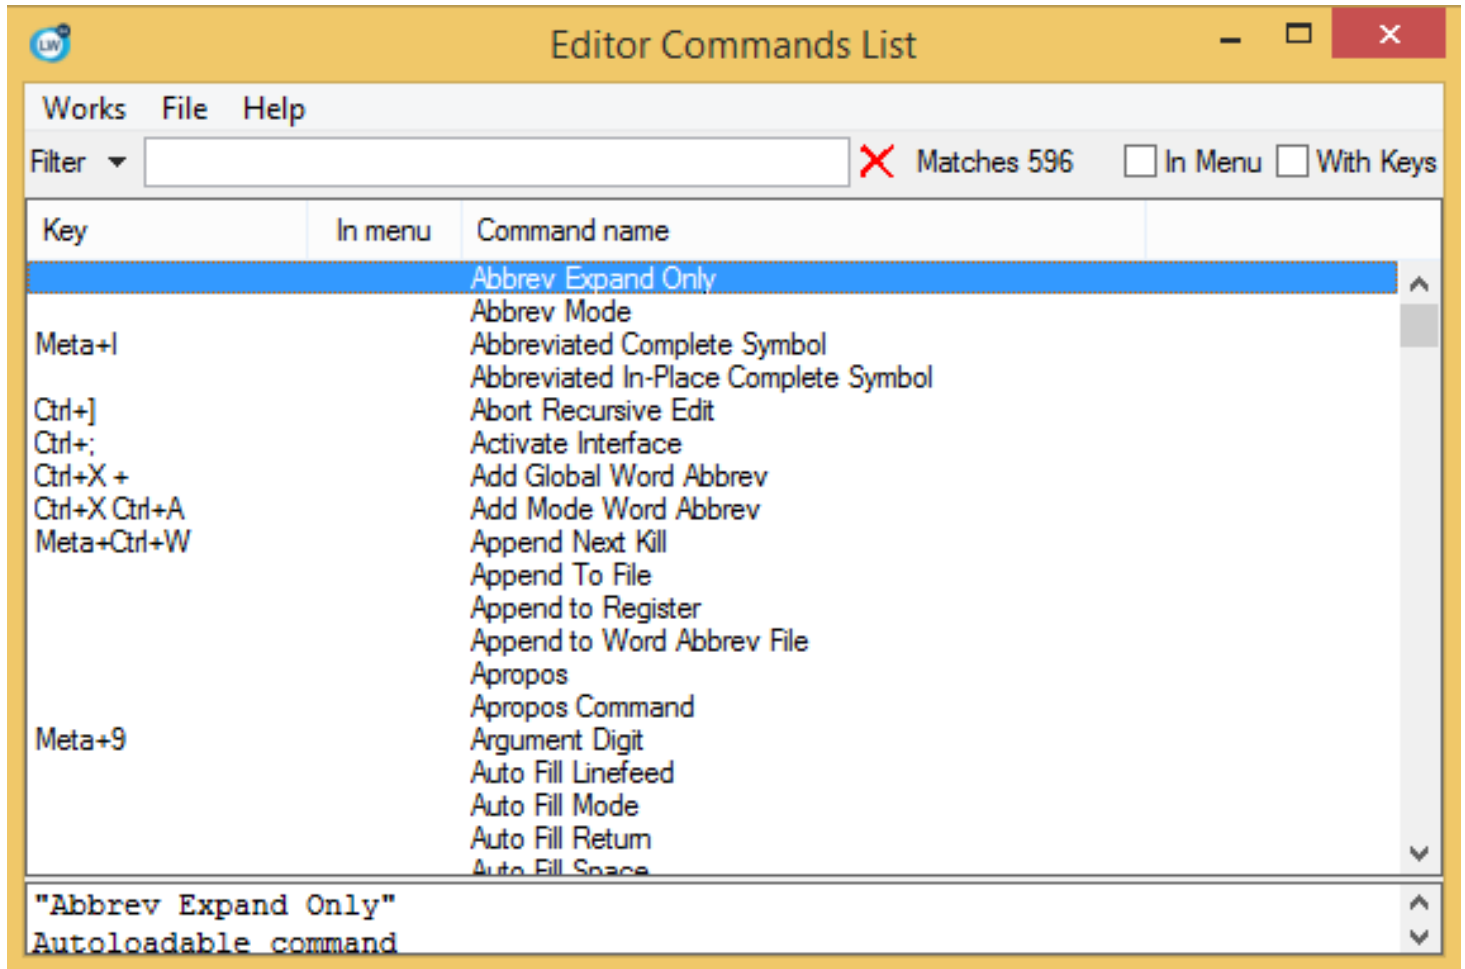 LW
Editor Commands List
Works File Help
Filter Matches 596 In Menu With Keys
Key In menu Command name
Abbrev Expand Only
Abbrev Mode
Meta+I Abbreviated Complete Symbol
Abbreviated In-Place Complete Symbol
Ctrl+] Abort Recursive Edit
Ctrl+; Activate Interface
Ctrl+X + Add Global Word Abbrev
Ctrl+X Ctrl+A Add Mode Word Abbrev
Meta+Ctrl+W Append Next Kill
Append To File
Append to Register
Append to Word Abbrev File
Apropos
Apropos Command
Meta+9 Argument Digit
Auto Fill Linefeed
Auto Fill Mode
Auto Fill Return
Auto Fill Space
"Abbrev Expand Only"
Autoloadable command